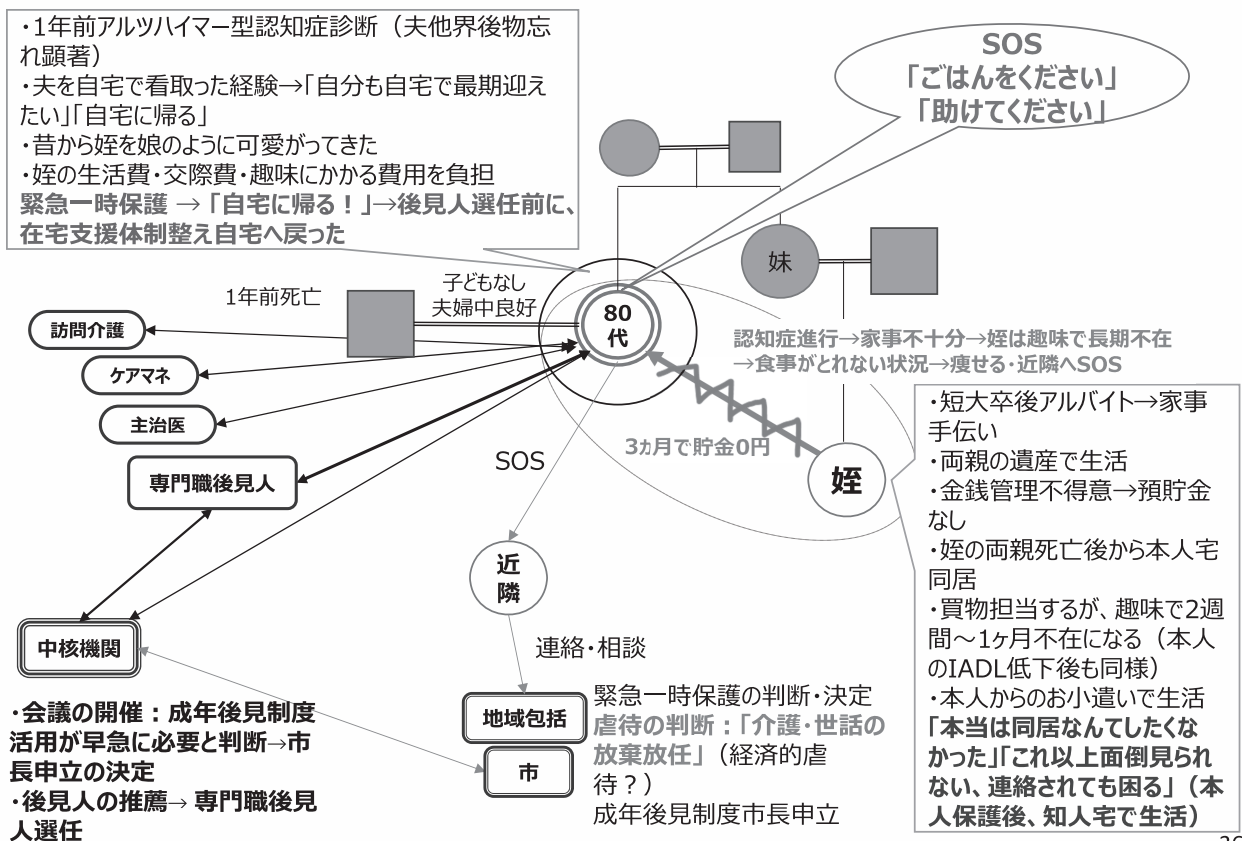 ・1年前アルツハイマー型認知症診断（夫他界後物忘
れ顕著）
・夫を自宅で看取った経験→「自分も自宅で最期迎え
たい」「自宅に帰る」
・昔から姪を娘のように可愛がってきた
・姪の生活費・交際費・趣味にかかる費用を負担
緊急一時保護 →「自宅に帰る！」→後見人選任前に、
在宅支援体制整え自宅へ戻った
SOS
「ごはんをください」
「助けてください」
妹
1年前死亡
子どもなし
夫婦中良好
80
代
訪問介護
ケアマネ
主治医
専門職後見人
認知症進行→家事不十分→姪は趣味で長期不在
→食事がとれない状況→痩せる・近隣へSOS
3ヵ月で貯金0円
姪
SOS
近
隣
連絡・相談
中核機関
・会議の開催：成年後見制度
活用が早急に必要と判断→市
長申立の決定
・後見人の推薦→ 専門職後見
人選任
地域包括
市
緊急一時保護の判断・決定
虐待の判断：「介護・世話の
放棄放任」（経済的虐
待？）
成年後見制度市長申立
・短大卒後アルバイト→家事
手伝い
・両親の遺産で生活
・金銭管理不得意→預貯金
なし
・姪の両親死亡後から本人宅
同居
・買物担当するが、趣味で2週
間～1ヶ月不在になる（本人
のIADL低下後も同様）
・本人からのお小遣いで生活
「本当は同居なんてしたくな
かった」「これ以上面倒見られ
ない、連絡されても困る」（本
人保護後、知人宅で生活）